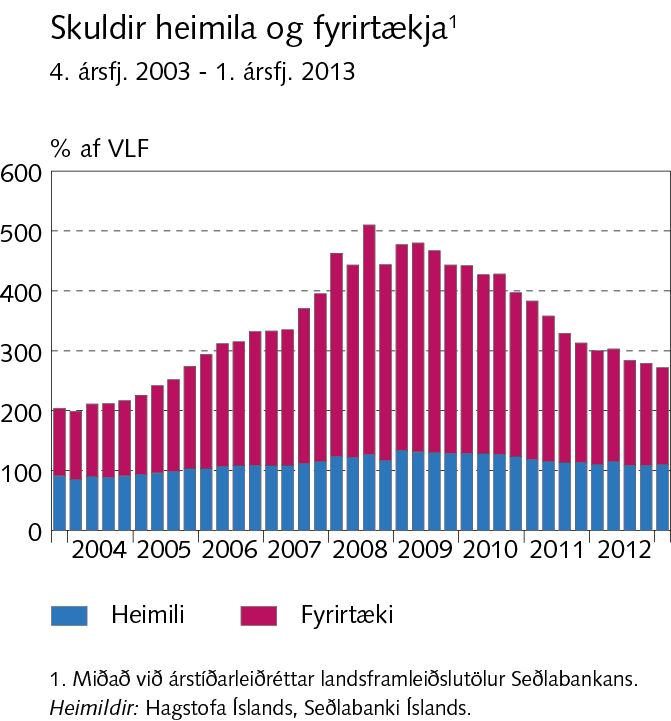 Skuldir heimila og fyrirtækja¹
4. ársfj. 2003 - 1. ársfj. 2013
% af VLF
600
500
400
300
200
100
0
2004 2005 2006 2007 2008 2009 2010 2011 2012
Heimili Fyrirtæki
1. Miðað við árstíðarleiðréttar landsframleiðslutölur Seðlabankans.
Heimildir: Hagstofa Íslands, Seðlabanki Íslands.